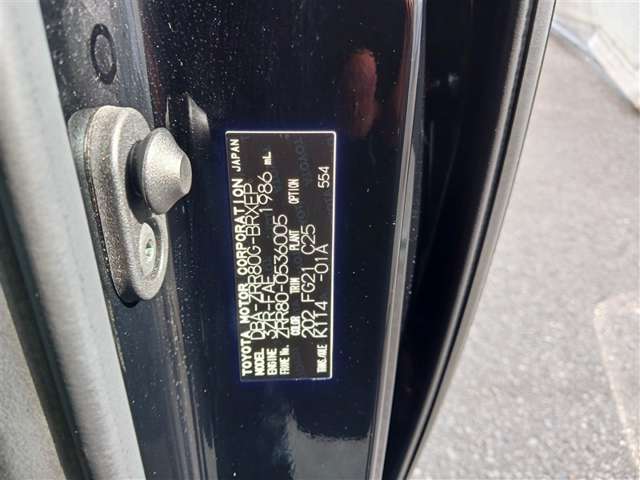 TOYOTA MOTOR CORPORATION JAPAN
MODEL DBA-ZRR80G-BRXEP
ENGINE 3ZR-FAE 1986 mL
FRAME No. ZRR80-0536005
COLOR TRIM PLANT OPTION
202 FG21 C25 554
TRANS./AXLE K114 -01A